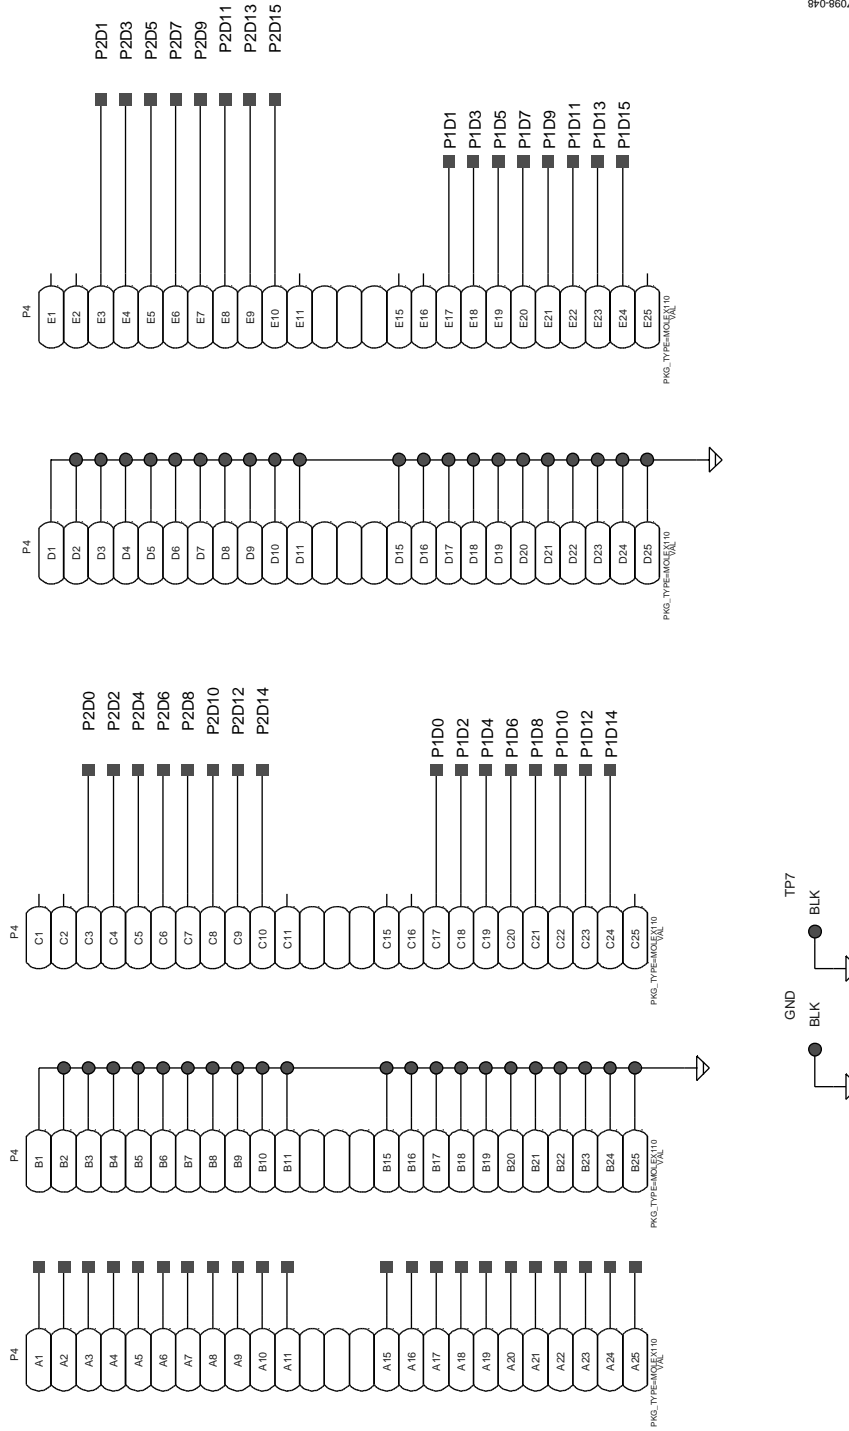 7098-048
P2D1
P2D3
P2D5
P2D7
P2D9
P2D11
P2D13
P2D15
P1D1
P1D3
P1D5
P1D7
P1D9
P1D11
P1D13
P1D15
P4
E1
E2
E3
E4
E5
E6
E7
E8
E9
E10
E11
E15
E16
E17
E18
E19
E20
E21
E22
E23
E24
E25
PKG_TYPE=MOLEX110
VAL
P4
D1
D2
D3
D4
D5
D6
D7
D8
D9
D10
D11
D15
D16
D17
D18
D19
D20
D21
D22
D23
D24
D25
PKG_TYPE=MOLEX110
VAL
P2D0
P2D2
P2D4
P2D6
P2D8
P2D10
P2D12
P2D14
P1D0
P1D2
P1D4
P1D6
P1D8
P1D10
P1D12
P1D14
P4
C1
C2
C3
C4
C5
C6
C7
C8
C9
C10
C11
C15
C16
C17
C18
C19
C20
C21
C22
C23
C24
C25
PKG_TYPE=MOLEX110
VAL
TP7
BLK
GND
BLK
P4
B1
B2
B3
B4
B5
B6
B7
B8
B9
B10
B11
B15
B16
B17
B18
B19
B20
B21
B22
B23
B24
B25
PKG_TYPE=MOLEX110
VAL
P4
A1
A2
A3
A4
A5
A6
A7
A8
A9
A10
A11
A15
A16
A17
A18
A19
A20
A21
A22
A23
A24
A25
PKG_TYPE=MOLEX110
VAL